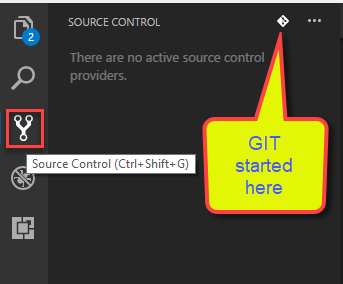 SOURCE CONTROL
There are no active source control
providers.
2
Source Control (Ctrl+Shift+G)
GIT
started
here